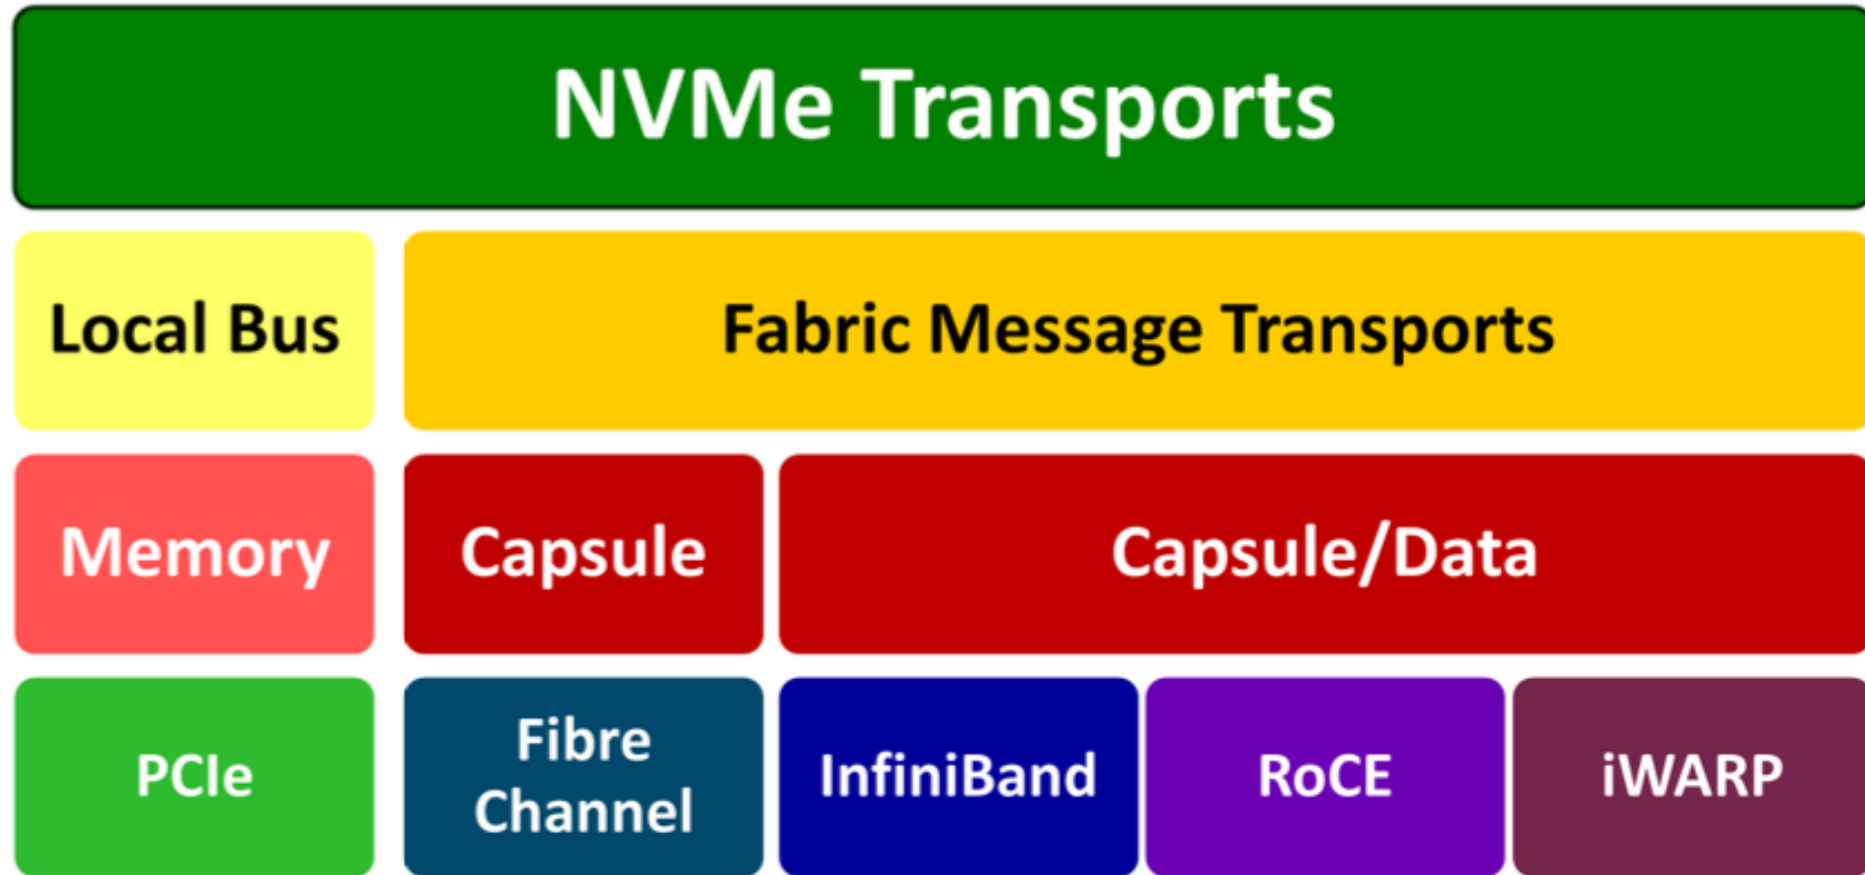 NVMe Transports
Local Bus
Fabric Message Transports
Memory
Capsule
Capsule/Data
PCIe
Fibre
Channel
InfiniBand
RoCE
iWARP